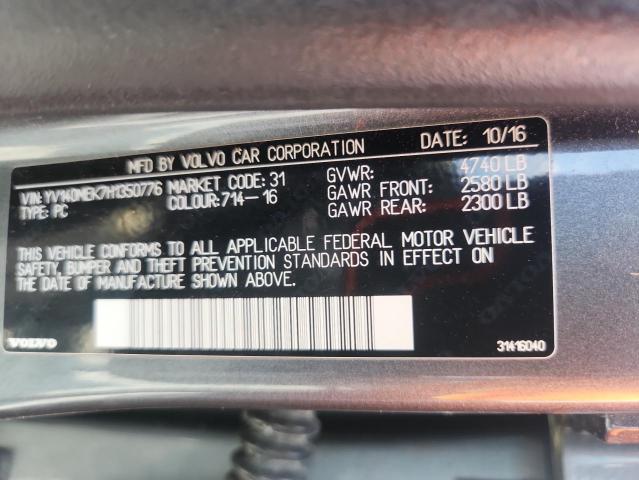 MFD BY VOLVO CAR CORPORATION DATE: 10/16
VIN: YV140MEK7H1350776 MARKET CODE: 31 GVWR: 4740 LB
TYPE: PC COLOUR: 714-16 GAWR FRONT: 2580 LB
GAWR REAR: 2300 LB
THIS VEHICLE CONFORMS TO ALL APPLICABLE FEDERAL MOTOR VEHICLE
SAFETY, BUMPER AND THEFT PREVENTION STANDARDS IN EFFECT ON
THE DATE OF MANUFACTURE SHOWN ABOVE.
VOLVO 31416040